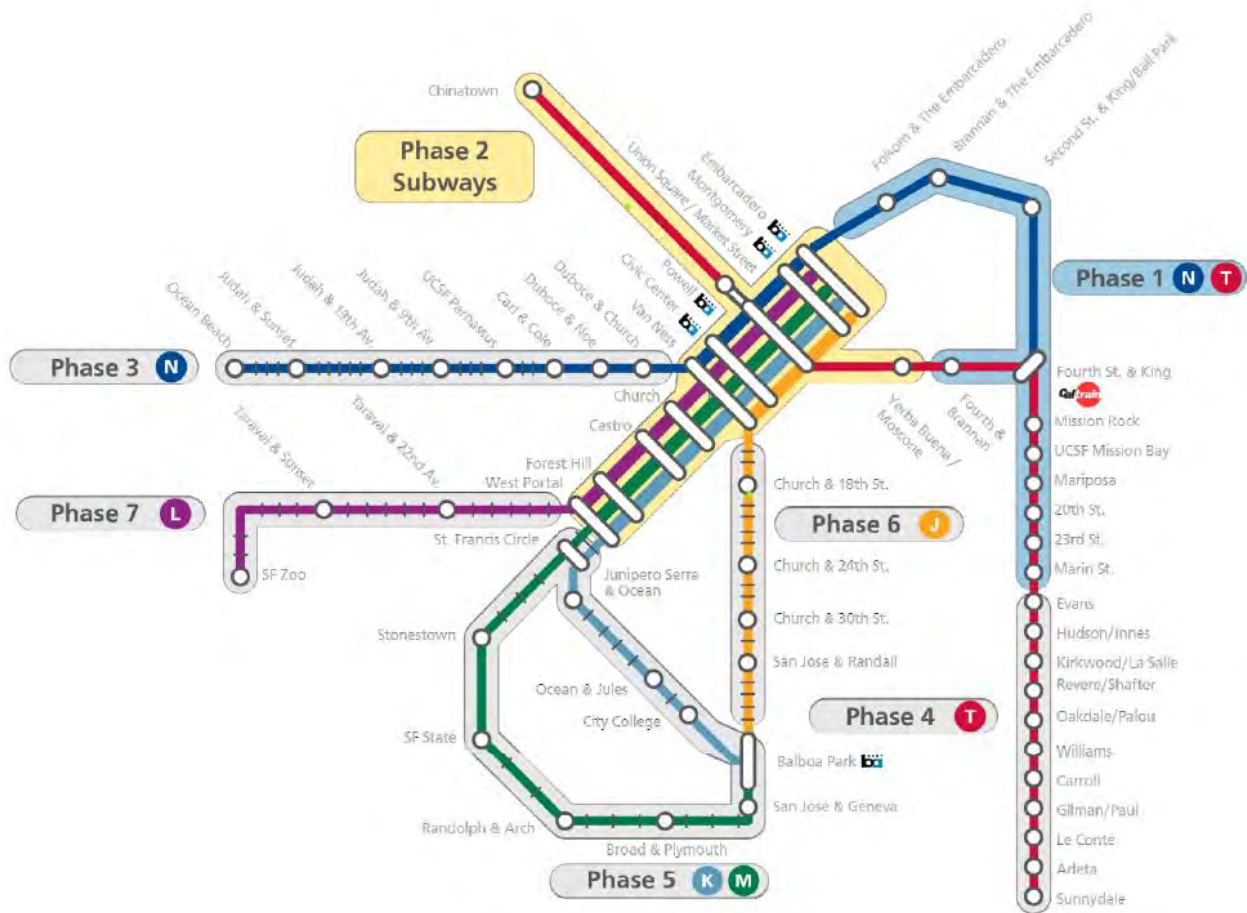 Chinatown
Phase 2
Subways
Union Square / Market Street
Montgomery
Embarcadero
Folsom & The Embarcadero
Brannan & The Embarcadero
Second St. & King/Ball Park
Phase 1 N T
Powell
Civic Center
Van Ness
Duboce & Church
Duboce & Noe
Carl & Cole
UCSF Parnassus
Judah & 9th Av.
Judah & 19th Av.
Judah & Sunset
Ocean Beach
Phase 3 N
Church
Castro
Forest Hill
West Portal
Fourth St. & King
Caltrain
Fourth &
Brannan
Yerba Buena /
Moscone
Mission Rock
UCSF Mission Bay
Mariposa
20th St.
23rd St.
Marin St.
Taraval & Sunset
Taraval & 22nd Av.
Phase 7 L
SF Zoo
St. Francis Circle
Junipero Serra
& Ocean
Church & 18th St.
Phase 6 J
Church & 24th St.
Church & 30th St.
San Jose & Randall
Stonestown
Ocean & Jules
City College
SF State
Balboa Park ba
San Jose & Geneva
Randolph & Arch
Broad & Plymouth
Phase 5 K M
Phase 4 T
Evans
Hudson/Innes
Kirkwood/La Salle
Revere/Shafter
Oakdale/Palou
Williams
Carroll
Gilman/Paul
Le Conte
Arleta
Sunnydale